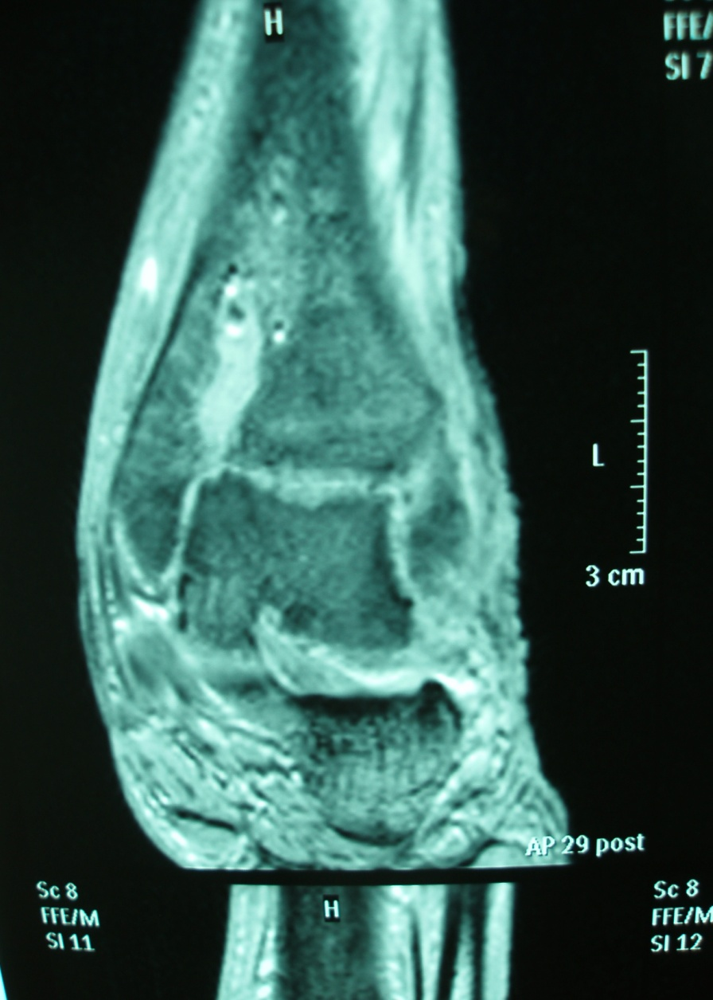 H
FFE/
SI 7
L
3 cm
AP 29 post
Sc 8
FFE/M
SI 11
H
Sc 8
FFE/M
SI 12